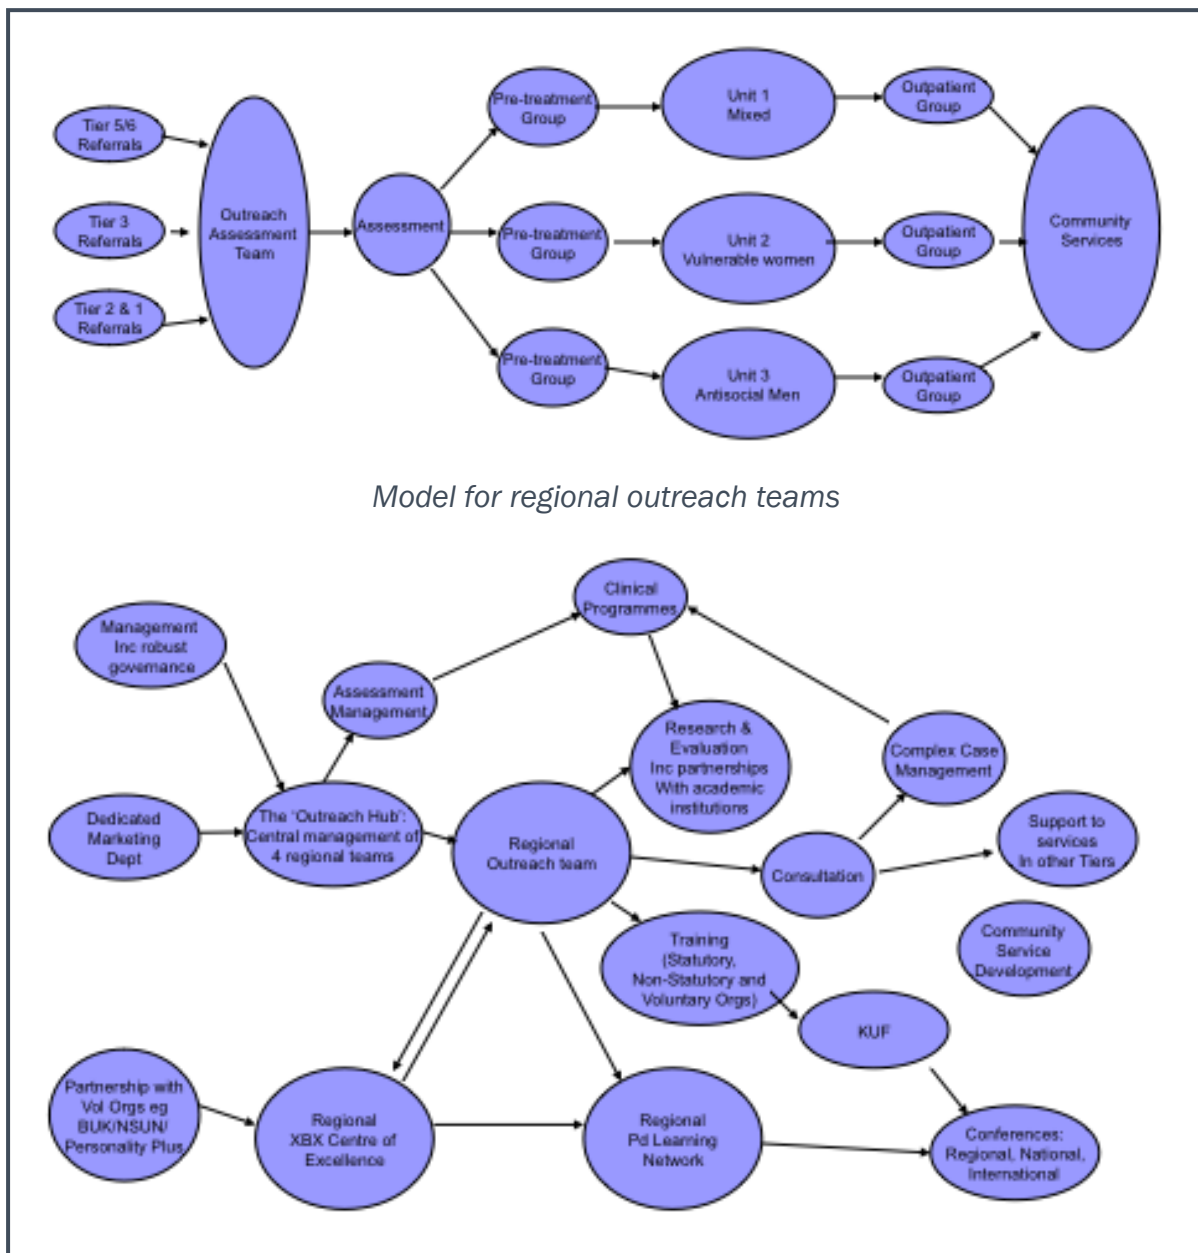 Tier 5/6
Referrals
Tier 3
Referrals
Tier 2 & 1
Referrals
Outreach
Assessment
Team
Assessment
Pre-treatment
Group
Pre-treatment
Group
Pre-treatment
Group
Unit 1
Mixed
Unit 2
Vulnerable women
Unit 3
Antisocial Men
Outpatient
Group
Outpatient
Group
Outpatient
Group
Community
Services
Model for regional outreach teams
Clinical
Programmes
Management
Inc robust
governance
Assessment
Management
Research &
Evaluation
Inc partnerships
With academic
institutions
Complex Case
Management
Dedicated
Marketing
Dept
The 'Outreach Hub':
Central management of
4 regional teams
Regional
Outreach team
Consultation
Support to
services
In other Tiers
Community
Service
Development
Training
(Statutory,
Non-Statutory and
Voluntary Orgs)
KUF
Partnership with
Vol Orgs eg
BUK/NSUN/
Personality Plus
Regional
XBX Centre of
Excellence
Regional
Pd Learning
Network
Conferences:
Regional, National,
International